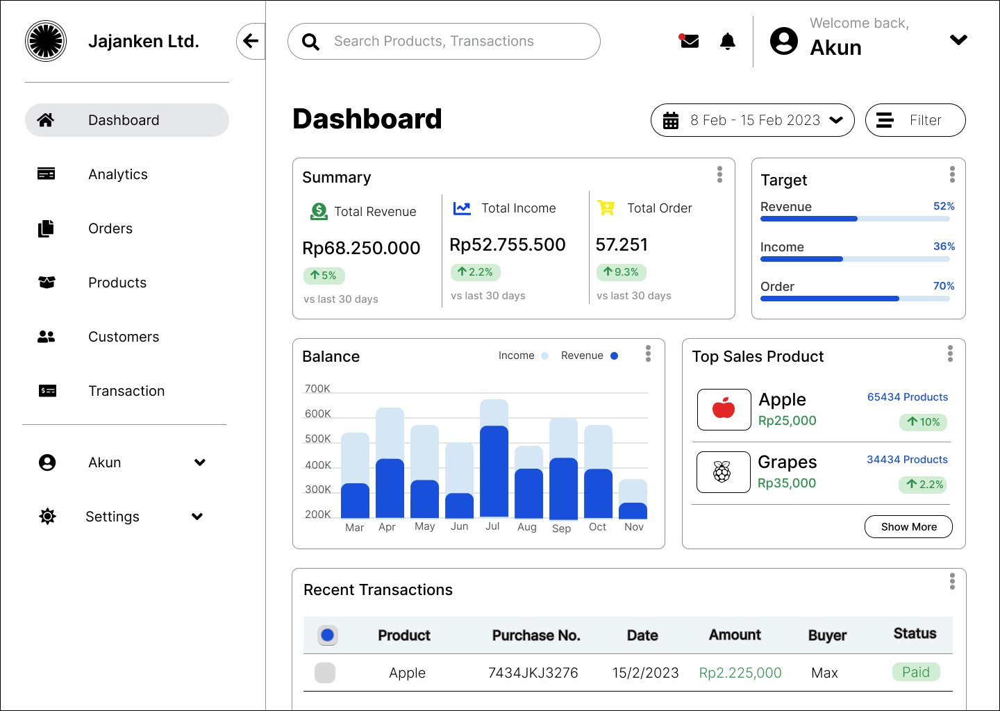 Jajanken Ltd.
Search Products, Transactions
Welcome back,
Akun
Dashboard
Analytics
Orders
Products
Customers
Transaction
Akun
Settings
Dashboard
8 Feb - 15 Feb 2023
Filter
Summary
Total Revenue
Rp68.250.000
5%
vs last 30 days
Total Income
Rp52.755.500
2.2%
vs last 30 days
Total Order
57.251
9.3%
vs last 30 days
Target
Revenue 52%
Income 36%
Order 70%
Balance
Income Revenue
700K
600K
500K
400K
300K
200K
Mar Apr May Jun Jul Aug Sep Oct Nov
Top Sales Product
Apple 65434 Products
Rp25,000 10%
Grapes 34434 Products
Rp35,000 2.2%
Show More
Recent Transactions
Product Purchase No. Date Amount Buyer Status
Apple 7434JKJ3276 15/2/2023 Rp2.225,000 Max Paid